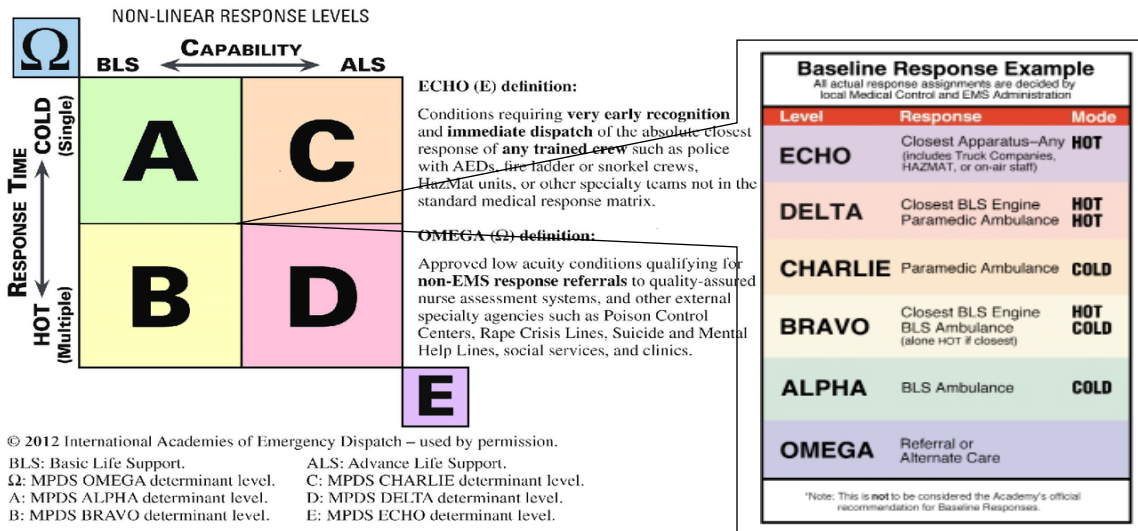 NON-LINEAR RESPONSE LEVELS
Ω
CAPABILITY
BLS
ALS
RESPONSE TIME
COLD
(Single)
HOT
(Multiple)
A
C
B
D
E
ECHO (E) definition:
Conditions requiring very early recognition
and immediate dispatch of the absolute closest
response of any trained crew such as police
with AEDs, fire ladder or snorkel crews,
HazMat units, or other specialty teams not in the
standard medical response matrix.
OMEGA (Ω) definition:
Approved low acuity conditions qualifying for
non-EMS response referrals to quality-assured
nurse assessment systems, and other external
specialty agencies such as Poison Control
Centers, Rape Crisis Lines, Suicide and Mental
Help Lines, social services, and clinics.
© 2012 International Academies of Emergency Dispatch – used by permission.
BLS: Basic Life Support.
Ω: MPDS OMEGA determinant level.
A: MPDS ALPHA determinant level.
B: MPDS BRAVO determinant level.
ALS: Advance Life Support.
C: MPDS CHARLIE determinant level.
D: MPDS DELTA determinant level.
E: MPDS ECHO determinant level.
Baseline Response Example
All actual response assignments are decided by
local Medical Control and EMS Administration
Level Response Mode
ECHO Closest Apparatus–Any HOT
(includes Truck Companies,
HAZMAT, or on-air staff)
DELTA Closest BLS Engine HOT
Paramedic Ambulance HOT
CHARLIE Paramedic Ambulance COLD
BRAVO Closest BLS Engine HOT
BLS Ambulance COLD
(alone HOT if closest)
ALPHA BLS Ambulance COLD
OMEGA Referral or
Alternate Care
*Note: This is not to be considered the Academy's official
recommendation for Baseline Responses.